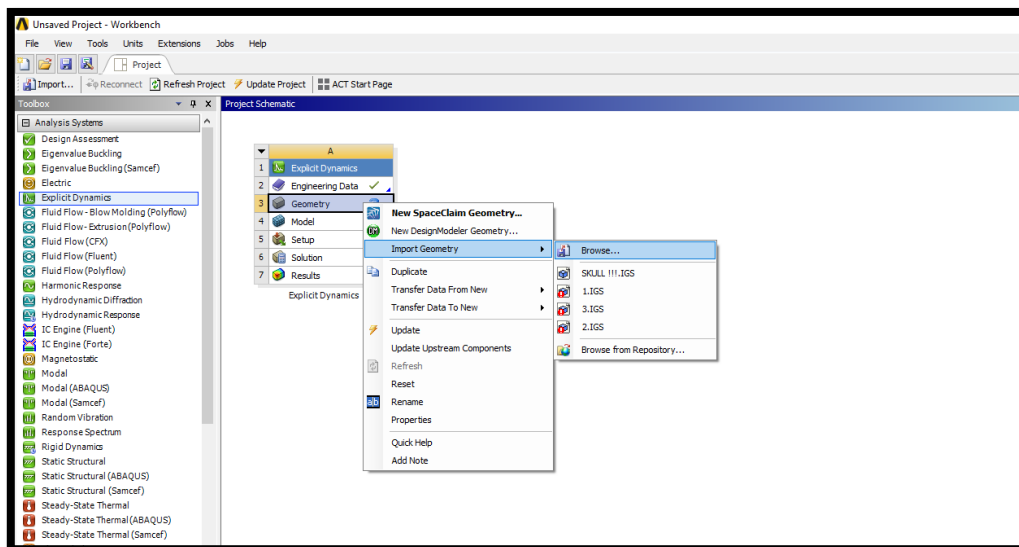 Unsaved Project - Workbench
File View Tools Units Extensions Jobs Help
Project
Import... Reconnect Refresh Project Update Project ACT Start Page
Toolbox
Project Schematic
Analysis Systems
Design Assessment
Eigenvalue Buckling
Eigenvalue Buckling (Samcef)
Electric
Explicit Dynamics
Fluid Flow - Blow Molding (Polyflow)
Fluid Flow - Extrusion (Polyflow)
Fluid Flow (CFX)
Fluid Flow (Fluent)
Fluid Flow (Polyflow)
Harmonic Response
Hydrodynamic Diffraction
Hydrodynamic Response
IC Engine (Fluent)
IC Engine (Forte)
Magnetostatic
Modal
Modal (ABAQUS)
Modal (Samcef)
Random Vibration
Response Spectrum
Rigid Dynamics
Static Structural
Static Structural (ABAQUS)
Static Structural (Samcef)
Steady-State Thermal
Steady-State Thermal (ABAQUS)
Steady-State Thermal (Samcef)
A
1 Explicit Dynamics
2 Engineering Data
3 Geometry
4 Model
5 Setup
6 Solution
7 Results
Explicit Dynamics
New SpaceClaim Geometry...
New DesignModeler Geometry...
Import Geometry
Duplicate
Transfer Data From New
Transfer Data To New
Update
Update Upstream Components
Refresh
Reset
a|b Rename
Properties
Quick Help
Add Note
Browse...
SKULL !!!.IGS
1.IGS
3.IGS
2.IGS
Browse from Repository...